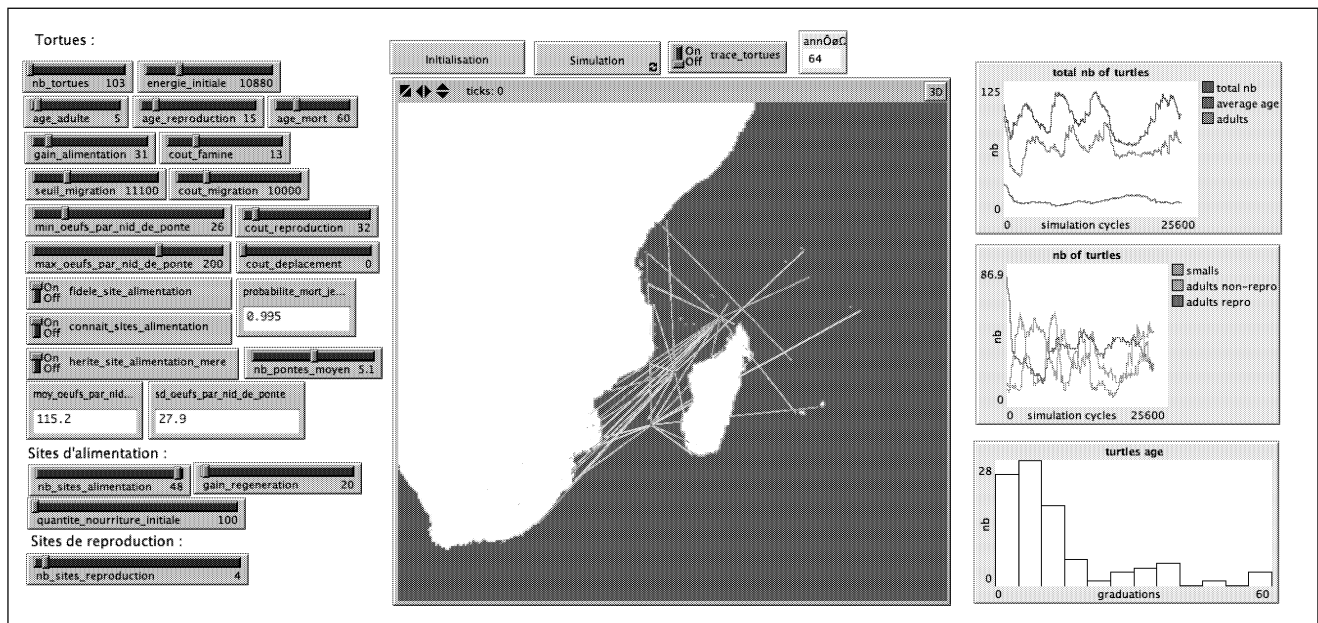 Tortues :
nb_tortues 103
energie_initiale 10880
age_adulte 5
age_reproduction 15
age_mort 60
gain_alimentation 31
cout_famine 13
seuil_migration 11100
cout_migration 10000
min_oeufs_par_nid_de_ponte 26
cout_reproduction 32
max_oeufs_par_nid_de_ponte 200
cout_deplacement 0
On
Off
fidele_site_alimentation
probabilite_mort_je...
0.995
On
Off
connait_sites_alimentation
On
Off
herite_site_alimentation_mere
nb_pontes_moyen 5.1
moy_oeufs_par_nid...
115.2
sd_oeufs_par_nid_de_ponte
27.9
Sites d'alimentation :
nb_sites_alimentation 48
gain_regeneration 20
quantite_nourriture_initiale 100
Sites de reproduction :
nb_sites_reproduction 4
Initialisation
Simulation
On
Off
trace_tortues
annÔøΩ
64
ticks: 0
3D
total nb of turtles
125
nb
0
0 simulation cycles 25600
total nb
average age
adults
nb of turtles
86.9
nb
0
0 simulation cycles 25600
smalls
adults non-repro
adults repro
turtles age
28
nb
0
0 graduations 60